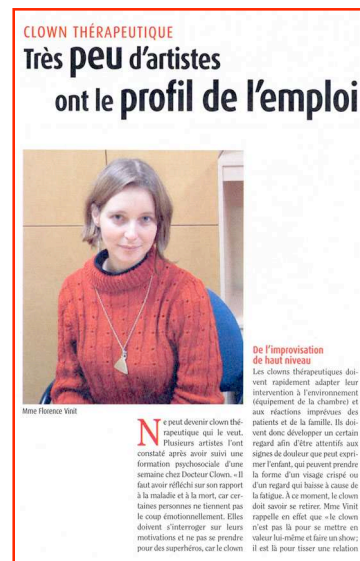 CLOWN THÉRAPEUTIQUE
Très peu d'artistes
ont le profil de l'emploi
Mme Florence Vinit
Ne peut devenir clown thé-
rapeutique qui le veut.
Plusieurs artistes l'ont
constaté après avoir suivi une
formation psychosociale d'une
semaine chez Docteur Clown. «Il
faut avoir réfléchi sur son rapport
à la maladie et à la mort, car cer-
taines personnes ne tiennent pas
le coup émotionnellement. Elles
doivent s'interroger sur leurs
motivations et ne pas se prendre
pour des superhéros, car le clown
De l'improvisation
de haut niveau
Les clowns thérapeutiques doi-
vent rapidement adapter leur
intervention à l'environnement
(équipement de la chambre) et
aux réactions imprévues des
patients et de la famille. Ils doi-
vent donc développer un certain
regard afin d'être attentifs aux
signes de douleur que peut expri-
mer l'enfant, qui peuvent prendre
la forme d'un visage crispé ou
d'un regard qui baisse à cause de
la fatigue. À ce moment, le clown
doit savoir se retirer. Mme Vinit
rappelle en effet que «le clown
n'est pas là pour se mettre en
valeur lui-même et faire un show;
il est là pour tisser une relation